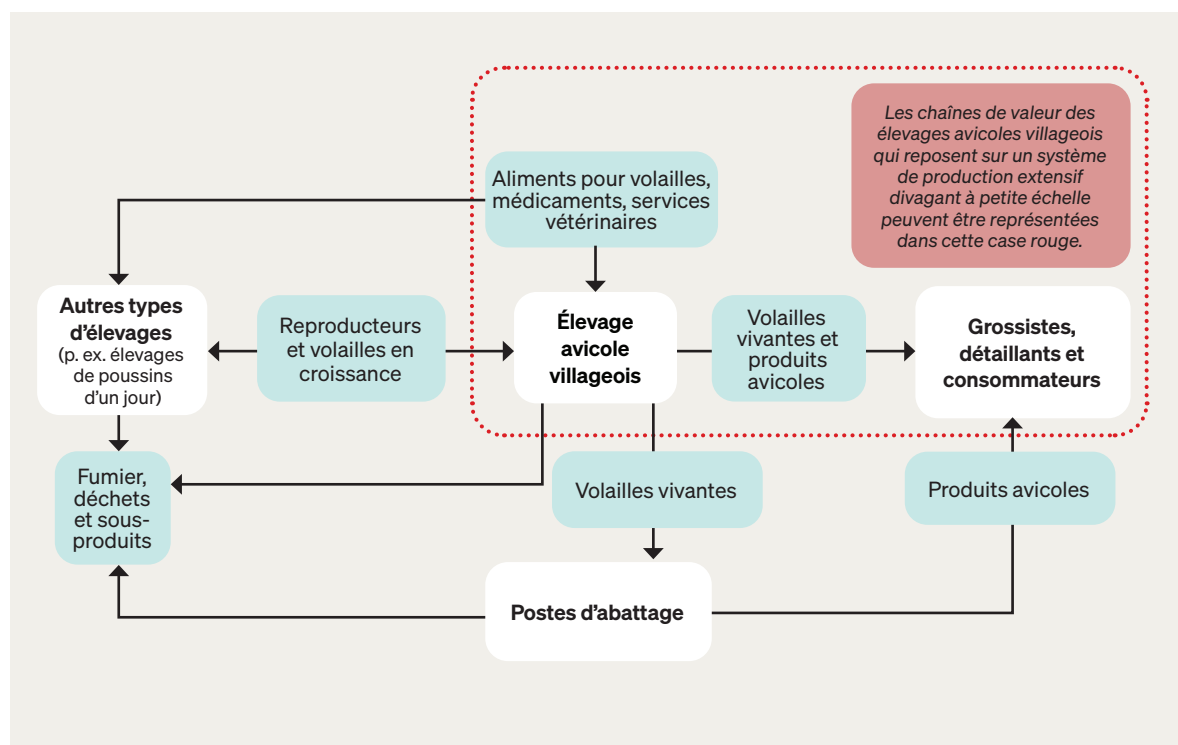 Les chaînes de valeur des
élevages avicoles villageois
qui reposent sur un système
de production extensif
divagant à petite échelle
peuvent être représentées
dans cette case rouge.
Aliments pour volailles,
médicaments, services
vétérinaires
Autres types
d’élevages
(p. ex. élevages
de poussins
d’un jour)
Reproducteurs
et volailles en
croissance
Élevage
avicole
villageois
Volailles
vivantes et
produits
avicoles
Grossistes,
détaillants et
consommateurs
Fumier,
déchets
et sous-
produits
Volailles vivantes
Produits avicoles
Postes d’abattage